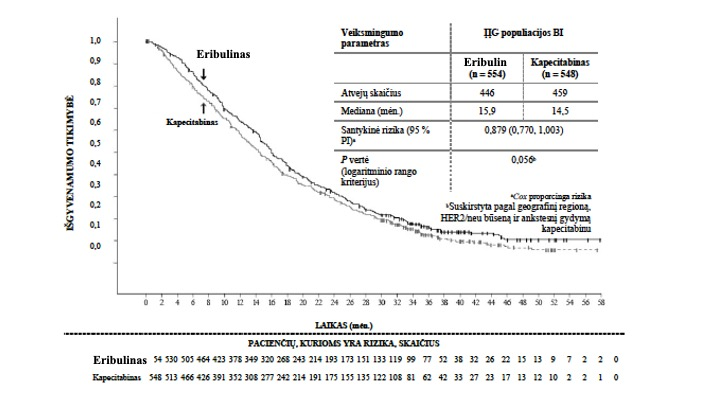 Veiksmingumo parametras
ĮĮG populiacijos BI
Eribulin (n = 554)
Kapecitabinas (n = 548)
Atvejų skaičius 446 459
Mediana (mėn.) 15,9 14,5
Santykinė rizika (95 % PI)ᵃ 0,879 (0,770, 1,003)
P vertė (logaritminio rango kriterijus) 0,056ᵇ
ᵃCox proporcinga rizika
ᵇSuskirstyta pagal geografinį regioną,
HER2/neu būseną ir ankstesnį gydymą
kapecitabinu
Eribulinas
Kapecitabinas
IŠGYVENAMUMO TIKIMYBĖ
1,0
0,9
0,8
0,7
0,6
0,5
0,4
0,3
0,2
0,1
0,0
0 2 4 6 8 10 12 14 16 18 20 22 24 26 28 30 32 34 36 38 40 42 44 46 48 50 52 54 56 58
LAIKAS (mėn.)
PACIENČIŲ, KURIOMS YRA RIZIKA, SKAIČIUS
Eribulinas 54 530 505 464 423 378 349 320 268 243 214 193 173 151 133 119 99 77 52 38 32 26 22 15 13 9 7 2 2 0
Kapecitabinas 548 513 466 426 391 352 308 277 242 214 191 175 155 135 122 108 81 62 42 33 27 23 17 13 12 10 2 2 1 0